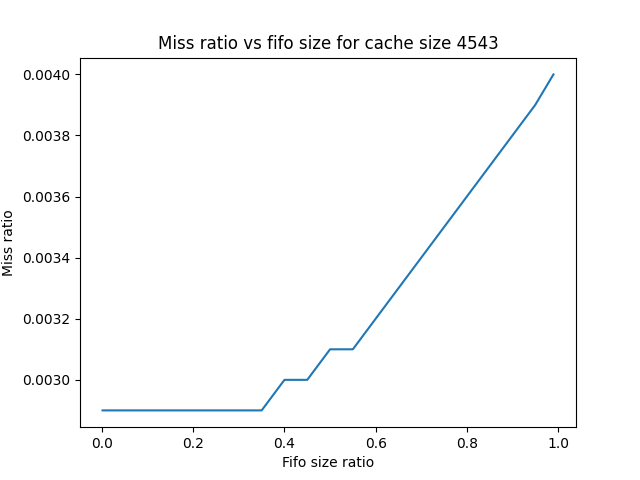 Miss ratio vs fifo size for cache size 4543
0.0040
0.0038
0.0036
0.0034
0.0032
0.0030
Miss ratio
0.0 0.2 0.4 0.6 0.8 1.0
Fifo size ratio